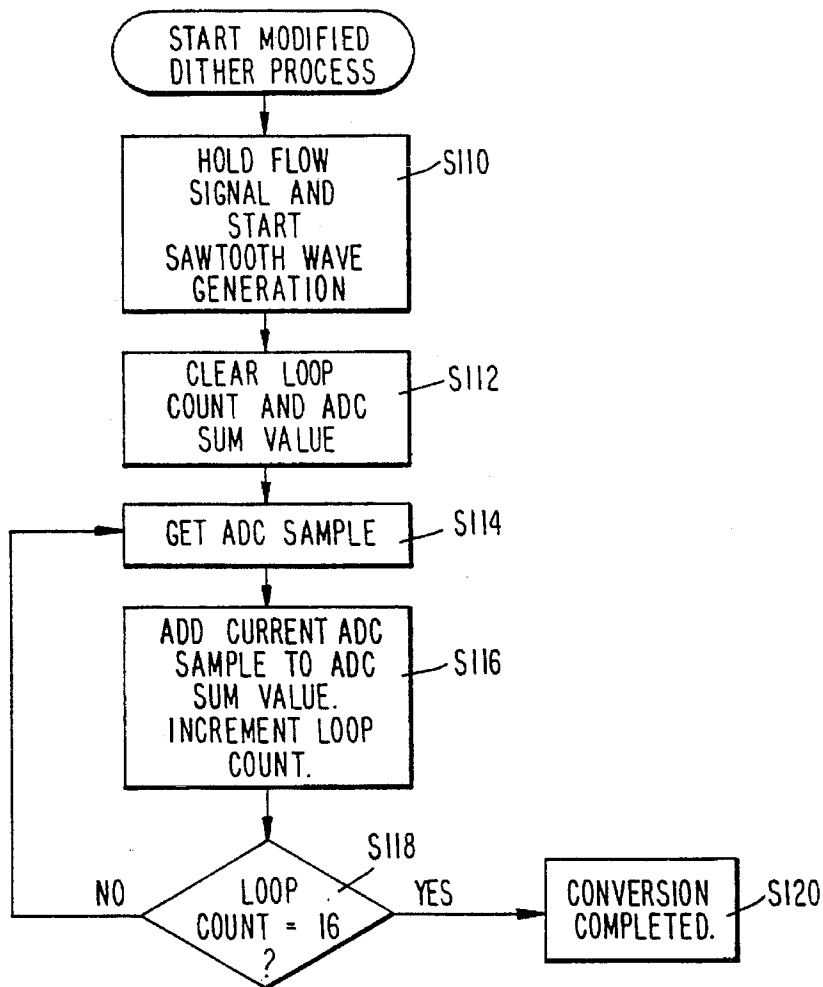 START MODIFIED
DITHER PROCESS
HOLD FLOW
SIGNAL AND
START
SAWTOOTH WAVE
GENERATION
S110
CLEAR LOOP
COUNT AND ADC
SUM VALUE
S112
GET ADC SAMPLE
S114
ADD CURRENT ADC
SAMPLE TO ADC
SUM VALUE.
INCREMENT LOOP
COUNT.
S116
S118
NO
LOOP
COUNT = 16
?
YES
CONVERSION
COMPLETED.
S120